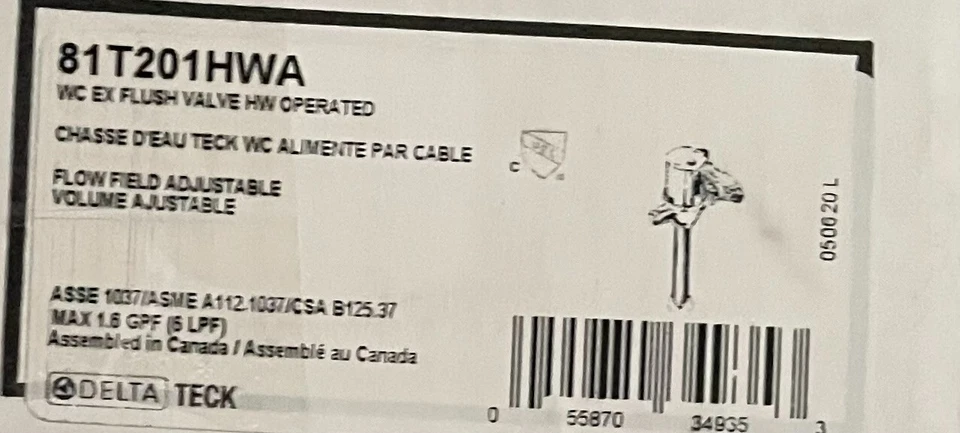 81T201HWA
WC EX FLUSH VALVE HW OPERATED
CHASSE D'EAU TECK WC ALIMENTE PAR CABLE
C
FLOW FIELD ADJUSTABLE
VOLUME AJUSTABLE
050620 L
ASSE 1037/ASME A112.1037/CSA B125.37
MAX 1.6 GPF (6 LPF)
Assembled in Canada / Assemblé au Canada
DELTA TECK
0 55870 34935 3